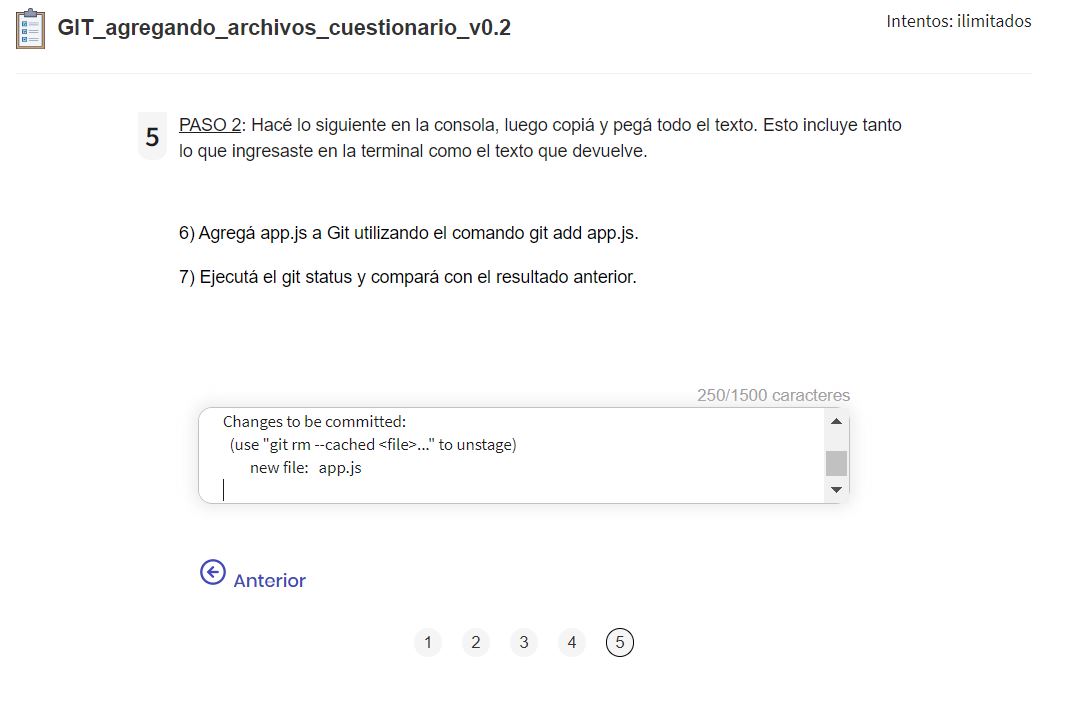 GIT_agregando_archivos_cuestionario_v0.2
Intentos: ilimitados
5
PASO 2: Hacé lo siguiente en la consola, luego copiá y pegá todo el texto. Esto incluye tanto
lo que ingresaste en la terminal como el texto que devuelve.
6) Agregá app.js a Git utilizando el comando git add app.js.
7) Ejecutá el git status y compará con el resultado anterior.
250/1500 caracteres
Changes to be committed:
(use "git rm --cached <file>..." to unstage)
new file: app.js
Anterior
1 2 3 4 5